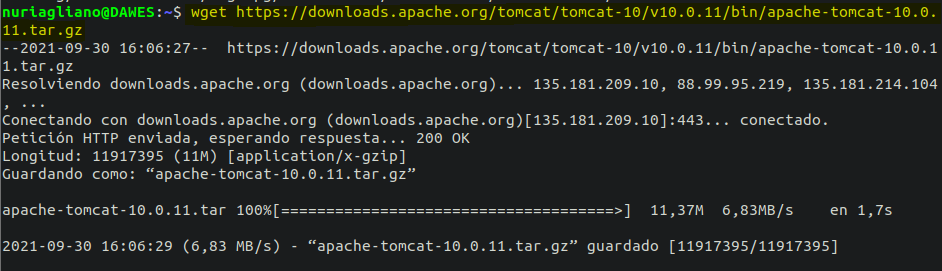 nuriagliano@DAWES:~$ wget https://downloads.apache.org/tomcat/tomcat-10/v10.0.11/bin/apache-tomcat-10.0.
11.tar.gz
--2021-09-30 16:06:27--  https://downloads.apache.org/tomcat/tomcat-10/v10.0.11/bin/apache-tomcat-10.0.1
1.tar.gz
Resolviendo downloads.apache.org (downloads.apache.org)... 135.181.209.10, 88.99.95.219, 135.181.214.104
, ...
Conectando con downloads.apache.org (downloads.apache.org)[135.181.209.10]:443... conectado.
Petición HTTP enviada, esperando respuesta... 200 OK
Longitud: 11917395 (11M) [application/x-gzip]
Guardando como: “apache-tomcat-10.0.11.tar.gz”
apache-tomcat-10.0.11.tar 100%[=====================================>]  11,37M  6,83MB/s    en 1,7s
2021-09-30 16:06:29 (6,83 MB/s) - “apache-tomcat-10.0.11.tar.gz” guardado [11917395/11917395]